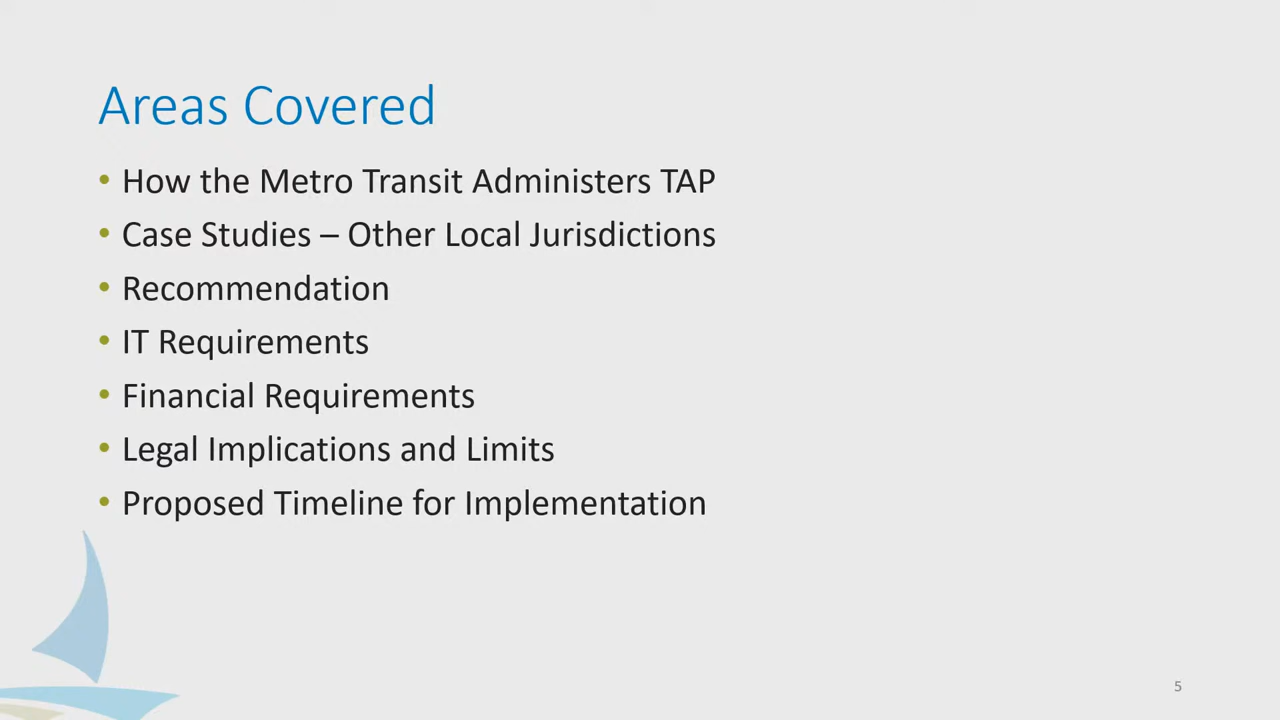 Areas Covered
• How the Metro Transit Administers TAP
• Case Studies – Other Local Jurisdictions
• Recommendation
• IT Requirements
• Financial Requirements
• Legal Implications and Limits
• Proposed Timeline for Implementation
5